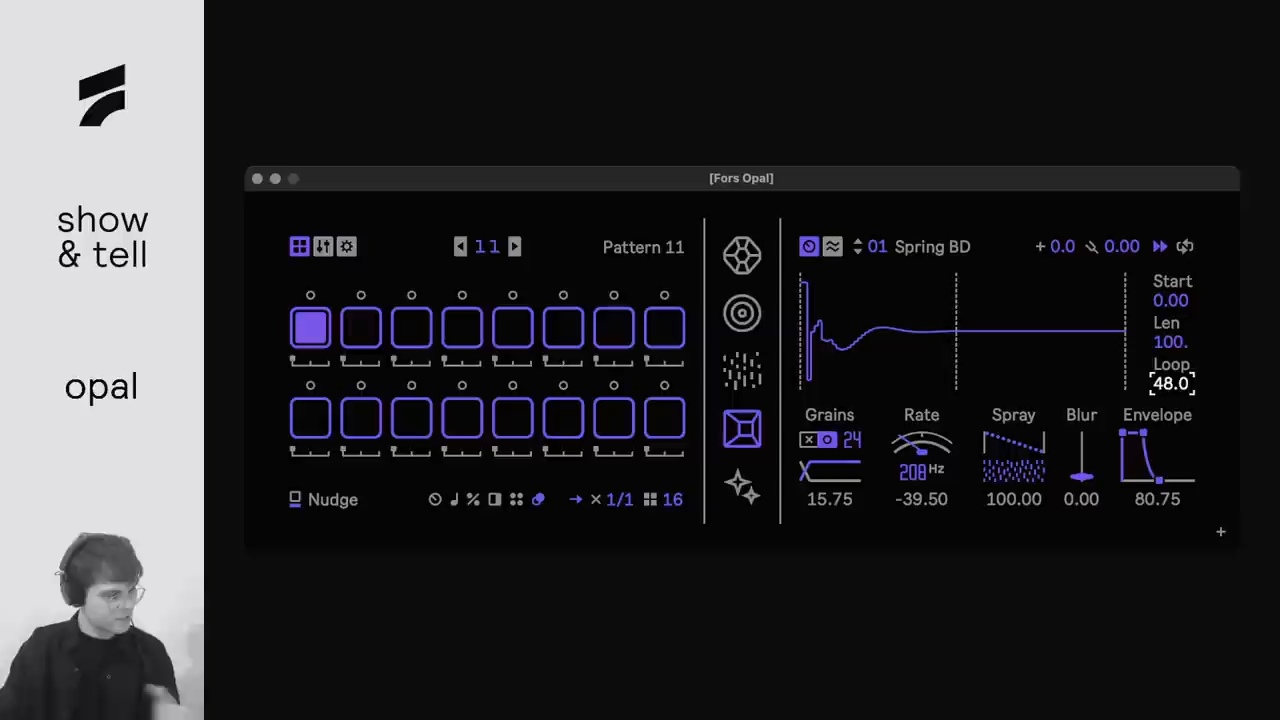 show
& tell
opal
[Fors Opal]
11
Pattern 11
01 Spring BD
+ 0.0
0.00
Start
0.00
Len
100.
Loop
48.0
Grains
Rate
Spray
Blur
Envelope
24
208 Hz
15.75
-39.50
100.00
0.00
80.75
Nudge
→ × 1/1
16
+